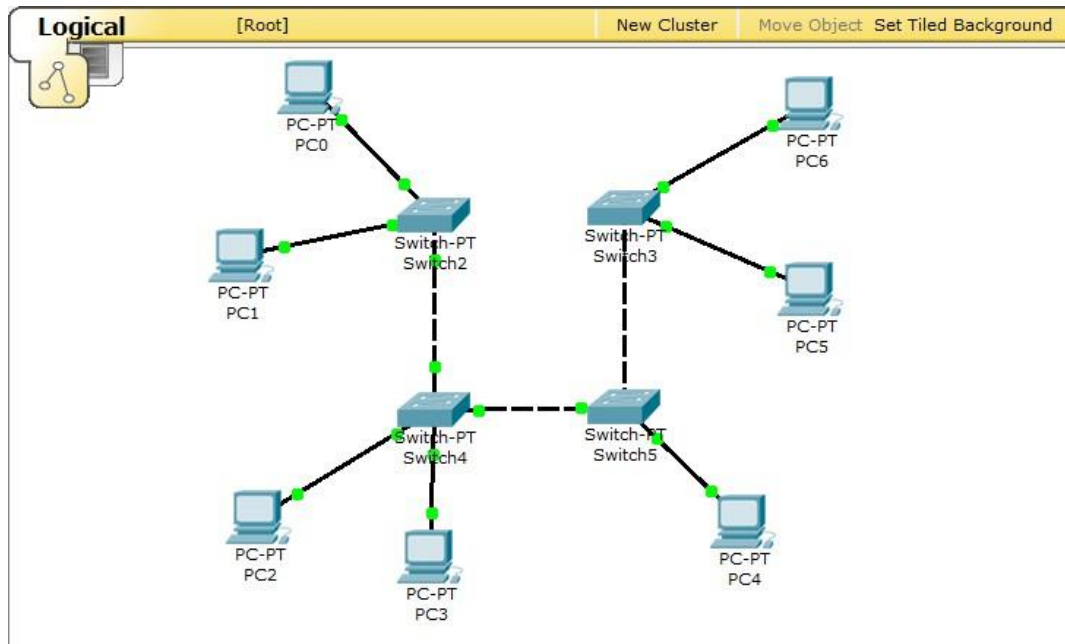 Logical [Root] New Cluster Move Object Set Tiled Background
PC-PT
PC0
PC-PT
PC6
Switch-PT
Switch2
Switch-PT
Switch3
PC-PT
PC1
PC-PT
PC5
Switch-PT
Switch4
Switch-PT
Switch5
PC-PT
PC2
PC-PT
PC3
PC-PT
PC4